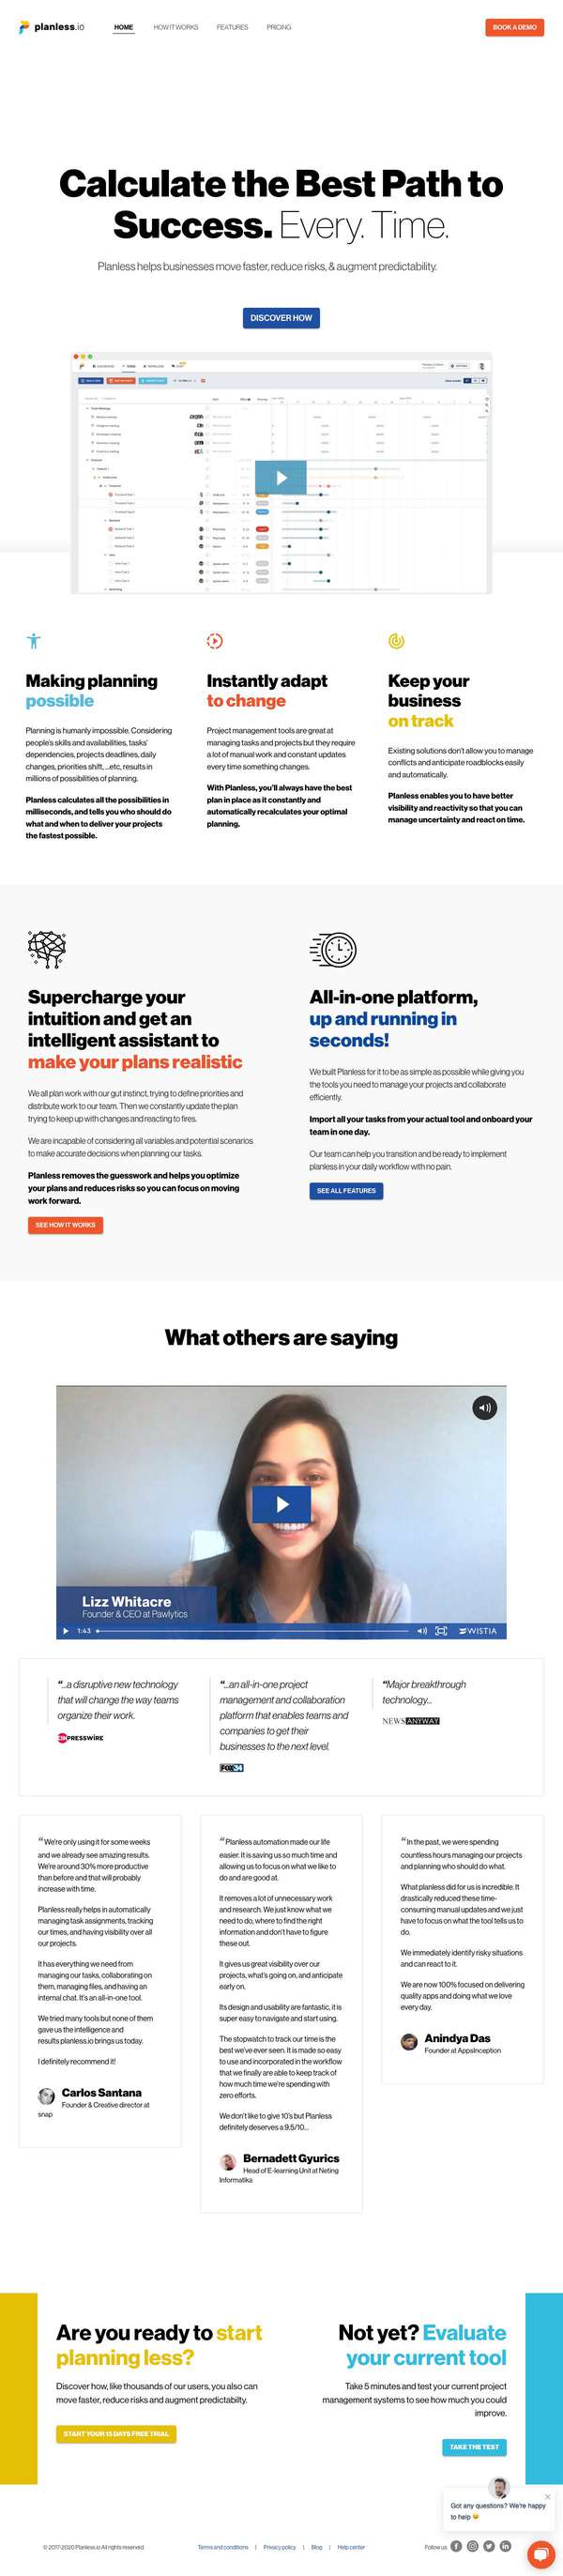 planless.io
HOME
HOW IT WORKS
FEATURES
PRICING
BOOK A DEMO
Calculate the Best Path to
Success. Every. Time.
Planless helps businesses move faster, reduce risks, & augment predictability.
DISCOVER HOW
Making planning
possible
Planning is humanly impossible. Considering
people's skills and availabilities, tasks'
dependencies, projects deadlines, daily
changes, priorities shift, ...etc, results in
millions of possibilities of planning.
Planless calculates all the possibilities in
milliseconds, and tells you who should do
what and when to deliver your projects
the fastest possible.
Instantly adapt
to change
Project management tools are great at
managing tasks and projects but they require
a lot of manual work and constant updates
every time something changes.
With Planless, you'll always have the best
plan in place as it constantly and
automatically recalculates your optimal
planning.
Keep your
business
on track
Existing solutions don't allow you to manage
conflicts and anticipate roadblocks easily
and automatically.
Planless enables you to have better
visibility and reactivity so that you can
manage uncertainty and react on time.
Supercharge your
intuition and get an
intelligent assistant to
make your plans realistic
We all plan work with our gut instinct, trying to define priorities and
distribute work to our team. Then we constantly update the plan
trying to keep up with changes and reacting to fires.
We are incapable of considering all variables and potential scenarios
to make accurate decisions when planning our tasks.
Planless removes the guesswork and helps you optimize
your plans and reduces risks so you can focus on moving
work forward.
SEE HOW IT WORKS
All-in-one platform,
up and running in
seconds!
We built Planless for it to be as simple as possible while giving you
the tools you need to manage your projects and collaborate
efficiently.
Import all your tasks from your actual tool and onboard your
team in one day.
Our team can help you transition and be ready to implement
planless in your daily workflow with no pain.
SEE ALL FEATURES
What others are saying
Lizz Whitacre
Founder & CEO at Pawlytics
1:43
WISTIA
“...a disruptive new technology
that will change the way teams
organize their work.
EIN PRESSWIRE
“...an all-in-one project
management and collaboration
platform that enables teams and
companies to get their
businesses to the next level.
FOX34
“Major breakthrough
technology...
NEWS ANYWAY
“ We're only using it for some weeks
and we already see amazing results.
We're around 30% more productive
than before and that will probably
increase with time.
Planless really helps in automatically
managing task assignments, tracking
our times, and having visibility over all
our projects.
It has everything we need from
managing our tasks, collaborating on
them, managing files, and having an
internal chat. It's an all-in-one tool.
We tried many tools but none of them
gave us the intelligence and
results planless.io brings us today.
I definitely recommend it!
Carlos Santana
Founder & Creative director at
snap
“ Planless automation made our life
easier. It is saving us so much time and
allowing us to focus on what we like to
do and are good at.
It removes a lot of unnecessary work
and research. We just know what we
need to do, where to find the right
information and don't have to figure
these out.
It gives us great visibility over our
projects, what's going on, and anticipate
early on.
Its design and usability are fantastic, it is
super easy to navigate and start using.
The stopwatch to track our time is the
best we've ever seen. It is made so easy
to use and incorporated in the workflow
that we finally are able to keep track of
how much time we're spending with
zero efforts.
We don't like to give 10's but Planless
definitely deserves a 9.5/10...
Bernadett Gyurics
Head of E-learning Unit at Neting
Informatika
“ In the past, we were spending
countless hours managing our projects
and planning who should do what.
What planless did for us is incredible. It
drastically reduced these time-
consuming manual updates and we just
have to focus on what the tool tells us to
do.
We immediately identify risky situations
and can react to it.
We are now 100% focused on delivering
quality apps and doing what we love
every day.
Anindya Das
Founder at AppsInception
Are you ready to start
planning less?
Discover how, like thousands of our users, you also can
move faster, reduce risks and augment predictabilty.
START YOUR 15 DAYS FREE TRIAL
Not yet? Evaluate
your current tool
Take 5 minutes and test your current project
management systems to see how much you could
improve.
TAKE THE TEST
Got any questions? We're happy
to help 😄
© 2017-2020 Planless.io All rights reserved.
Terms and conditions | Privacy policy | Blog | Help center
Follow us